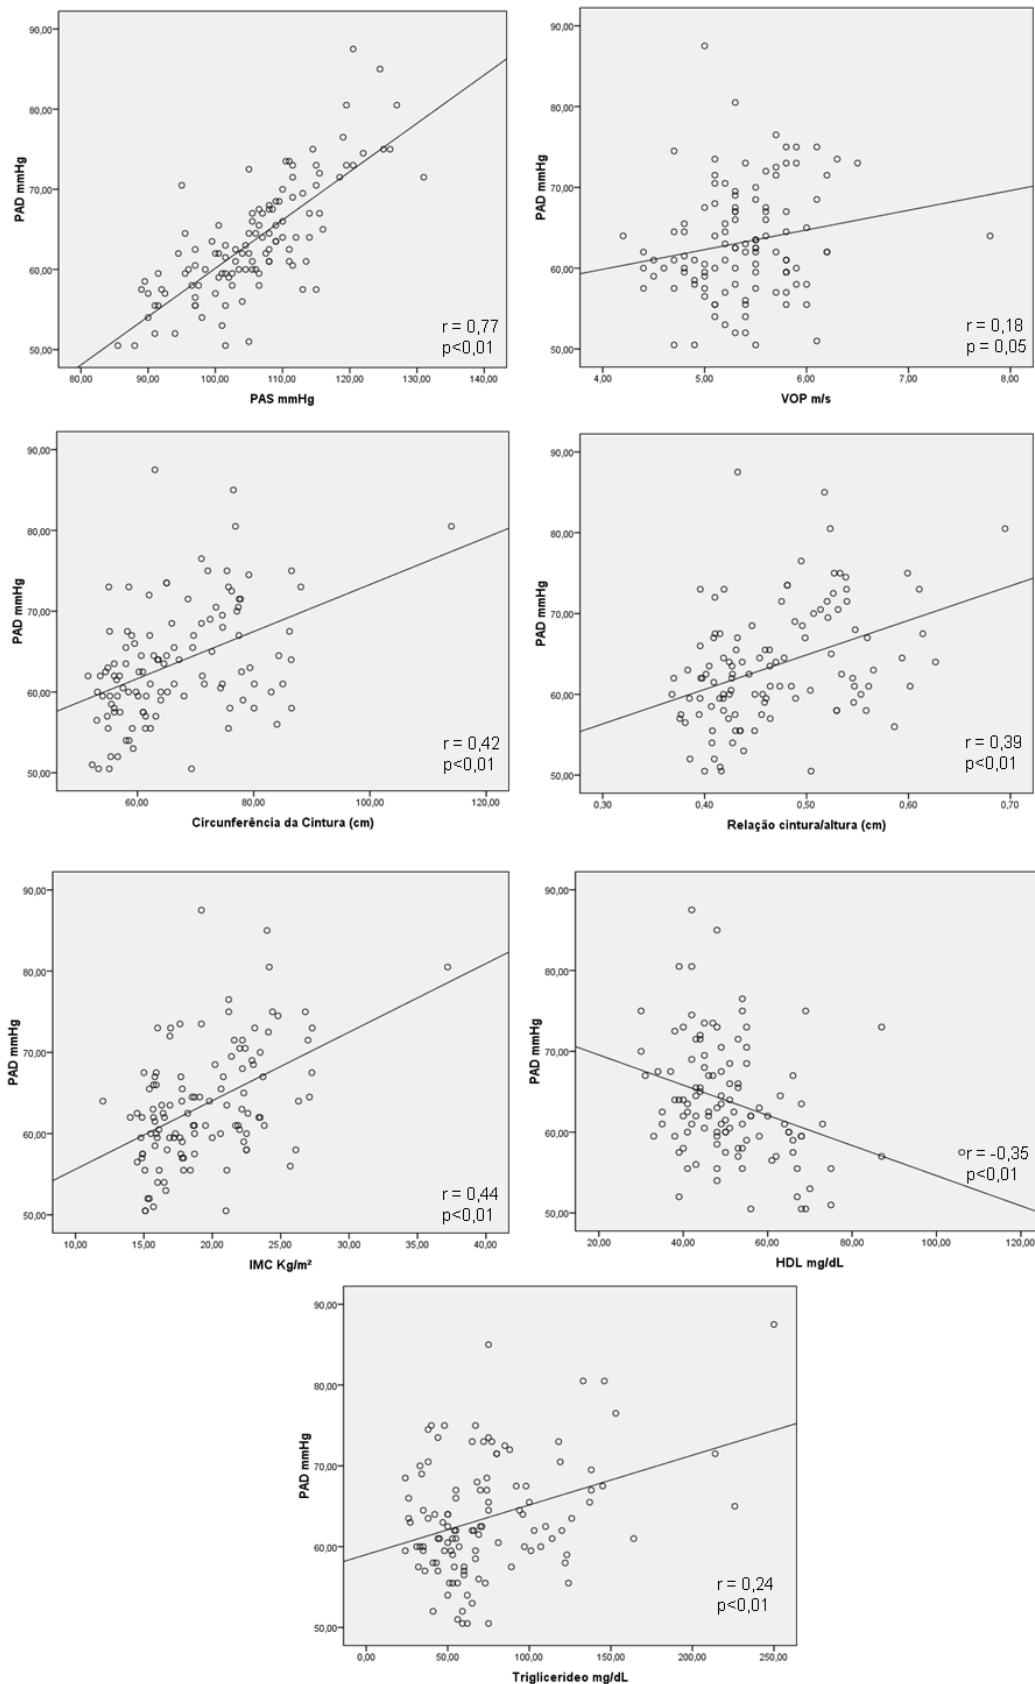 90,00
80,00
70,00
60,00
50,00
PAD mmHg
r = 0,77
p<0,01
80,00 90,00 100,00 110,00 120,00 130,00 140,00
PAS mmHg
90,00
80,00
70,00
60,00
50,00
PAD mmHg
r = 0,18
p = 0,05
4,00 5,00 6,00 7,00 8,00
VOP m/s
90,00
80,00
70,00
60,00
50,00
PAD mmHg
r = 0,42
p<0,01
60,00 80,00 100,00 120,00
Circunferência da Cintura (cm)
90,00
80,00
70,00
60,00
50,00
PAD mmHg
r = 0,39
p<0,01
0,30 0,40 0,50 0,60 0,70
Relação cintura/altura (cm)
90,00
80,00
70,00
60,00
50,00
PAD mmHg
r = 0,44
p<0,01
10,00 15,00 20,00 25,00 30,00 35,00 40,00
IMC Kg/m²
90,00
80,00
70,00
60,00
50,00
PAD mmHg
r = -0,35
p<0,01
20,00 40,00 60,00 80,00 100,00 120,00
HDL mg/dL
90,00
80,00
70,00
60,00
50,00
PAD mmHg
r = 0,24
p<0,01
0,00 50,00 100,00 150,00 200,00 250,00
Triglicerídeo mg/dL